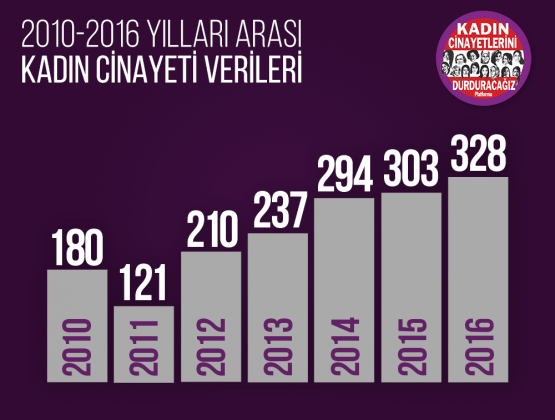 2010-2016 YILLARI ARASI
KADIN CİNAYETİ VERİLERİ
KADIN
CİNAYETLERİNİ
DURDURACAĞIZ
Platformu
180
121
210
237
294
303
328
2010
2011
2012
2013
2014
2015
2016